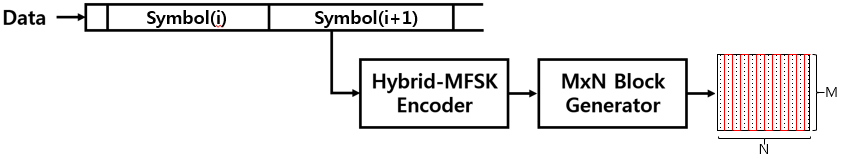 Data
Symbol(i)
Symbol(i+1)
Hybrid-MFSK
Encoder
MxN Block
Generator
M
N